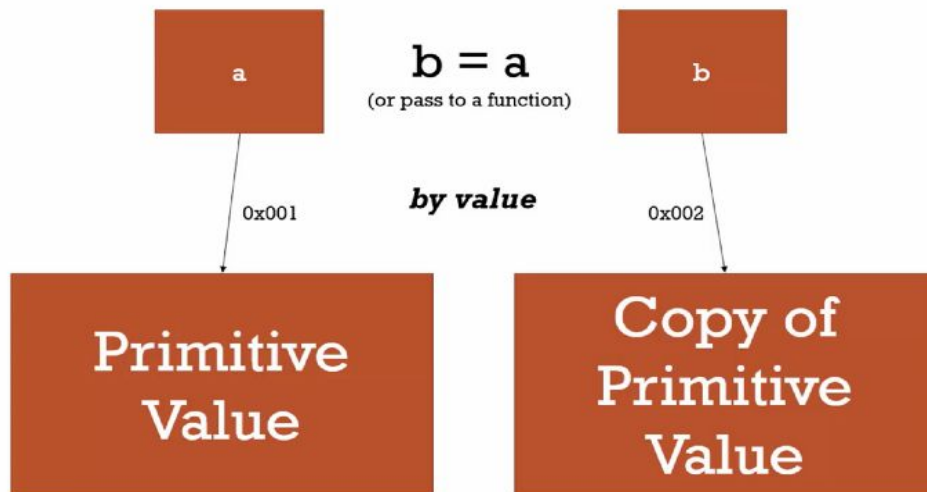 a
b = a
(or pass to a function)
b
by value
0x001
0x002
Primitive
Value
Copy of
Primitive
Value